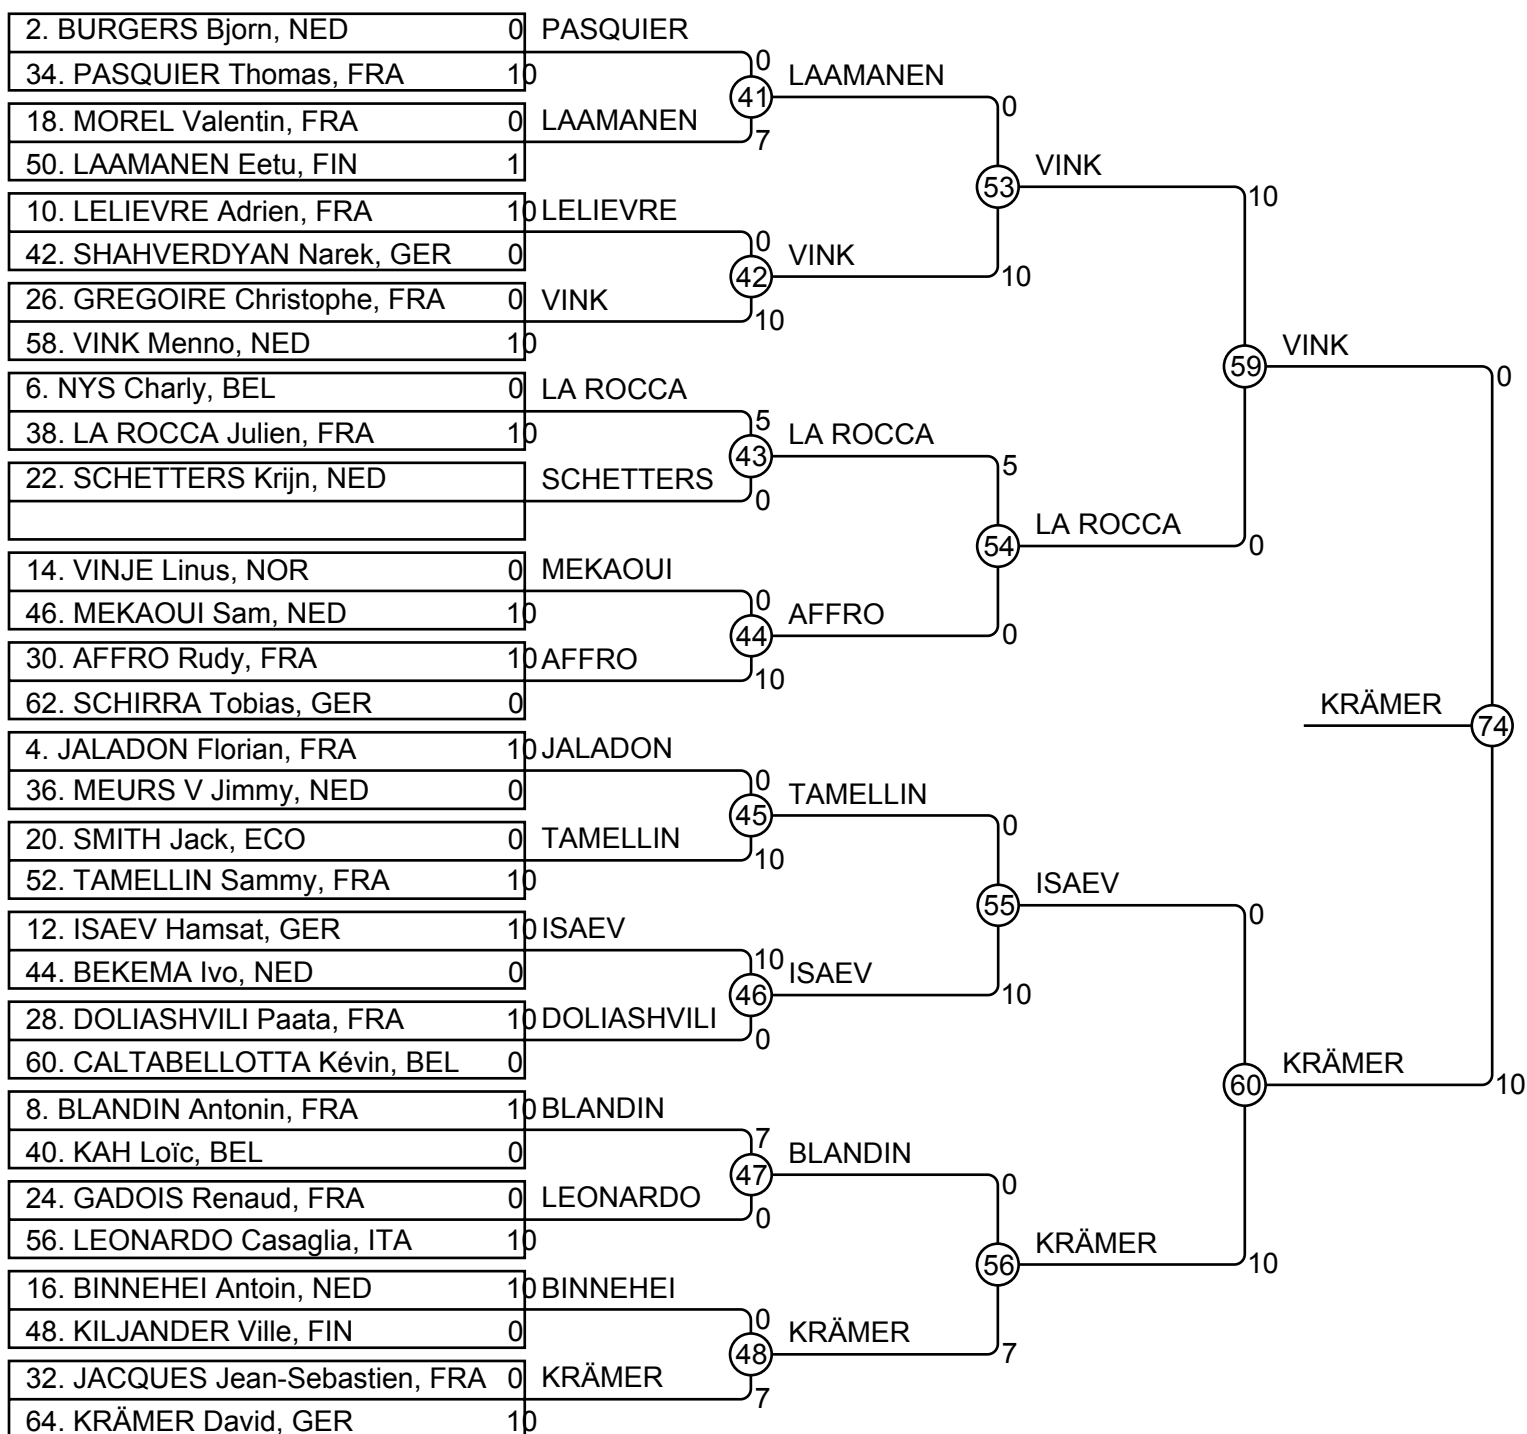 2. BURGERS Bjorn, NED 0 PASQUIER
34. PASQUIER Thomas, FRA 10
0
41
LAAMANEN
18. MOREL Valentin, FRA 0 LAAMANEN
7
0
50. LAAMANEN Eetu, FIN 1
53
VINK
10. LELIEVRE Adrien, FRA 10 LELIEVRE
10
42. SHAHVERDYAN Narek, GER 0
0
42
VINK
10
26. GREGOIRE Christophe, FRA 0 VINK
10
58. VINK Menno, NED 10
59
VINK
0
6. NYS Charly, BEL 0 LA ROCCA
38. LA ROCCA Julien, FRA 10
5
43
LA ROCCA
5
22. SCHETTERS Krijn, NED SCHETTERS
0
54
LA ROCCA
0
14. VINJE Linus, NOR 0 MEKAOUI
46. MEKAOUI Sam, NED 10
0
44
AFFRO
0
30. AFFRO Rudy, FRA 10 AFFRO
10
62. SCHIRRA Tobias, GER 0
KRÄMER
74
4. JALADON Florian, FRA 10 JALADON
36. MEURS V Jimmy, NED 0
0
45
TAMELLIN
0
20. SMITH Jack, ECO 0 TAMELLIN
10
52. TAMELLIN Sammy, FRA 10
55
ISAEV
0
12. ISAEV Hamsat, GER 10 ISAEV
44. BEKEMA Ivo, NED 0
10
46
ISAEV
10
28. DOLIASHVILI Paata, FRA 10 DOLIASHVILI
0
60. CALTABELLOTTA Kévin, BEL 0
60
KRÄMER
10
8. BLANDIN Antonin, FRA 10 BLANDIN
40. KAH Loïc, BEL 0
7
47
BLANDIN
0
24. GADOIS Renaud, FRA 0 LEONARDO
0
56. LEONARDO Casaglia, ITA 10
56
KRÄMER
10
16. BINNEHEI Antoin, NED 10 BINNEHEI
48. KILJANDER Ville, FIN 0
0
48
KRÄMER
7
32. JACQUES Jean-Sebastien, FRA 0 KRÄMER
7
64. KRÄMER David, GER 10